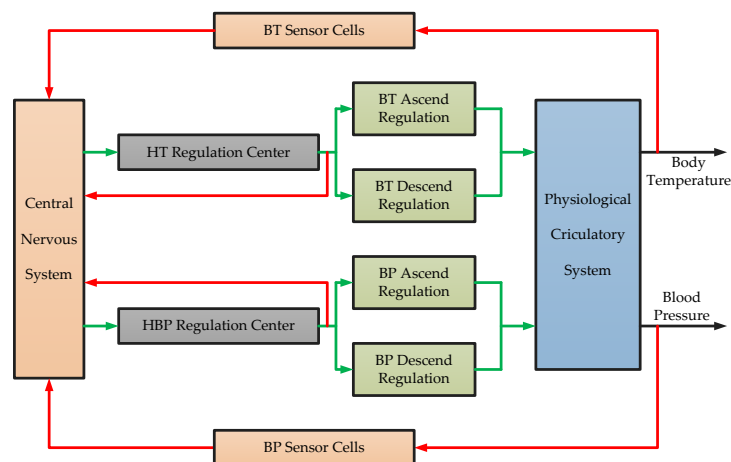 BT Sensor Cells
BT Ascend
Regulation
HT Regulation Center
Body
Temperature
BT Descend
Regulation
Central
Nervous
System
Physiological
Criculatory
System
BP Ascend
Regulation
Blood
Pressure
HBP Regulation Center
BP Descend
Regulation
BP Sensor Cells